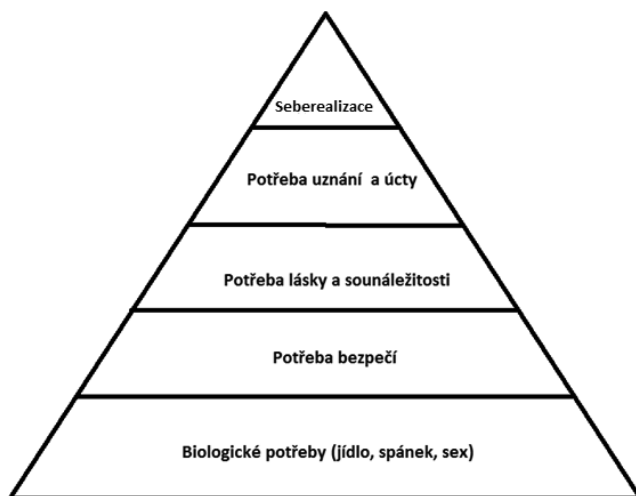 Seberealizace
Potřeba uznání a úcty
Potřeba lásky a sounáležitosti
Potřeba bezpečí
Biologické potřeby (jídlo, spánek, sex)